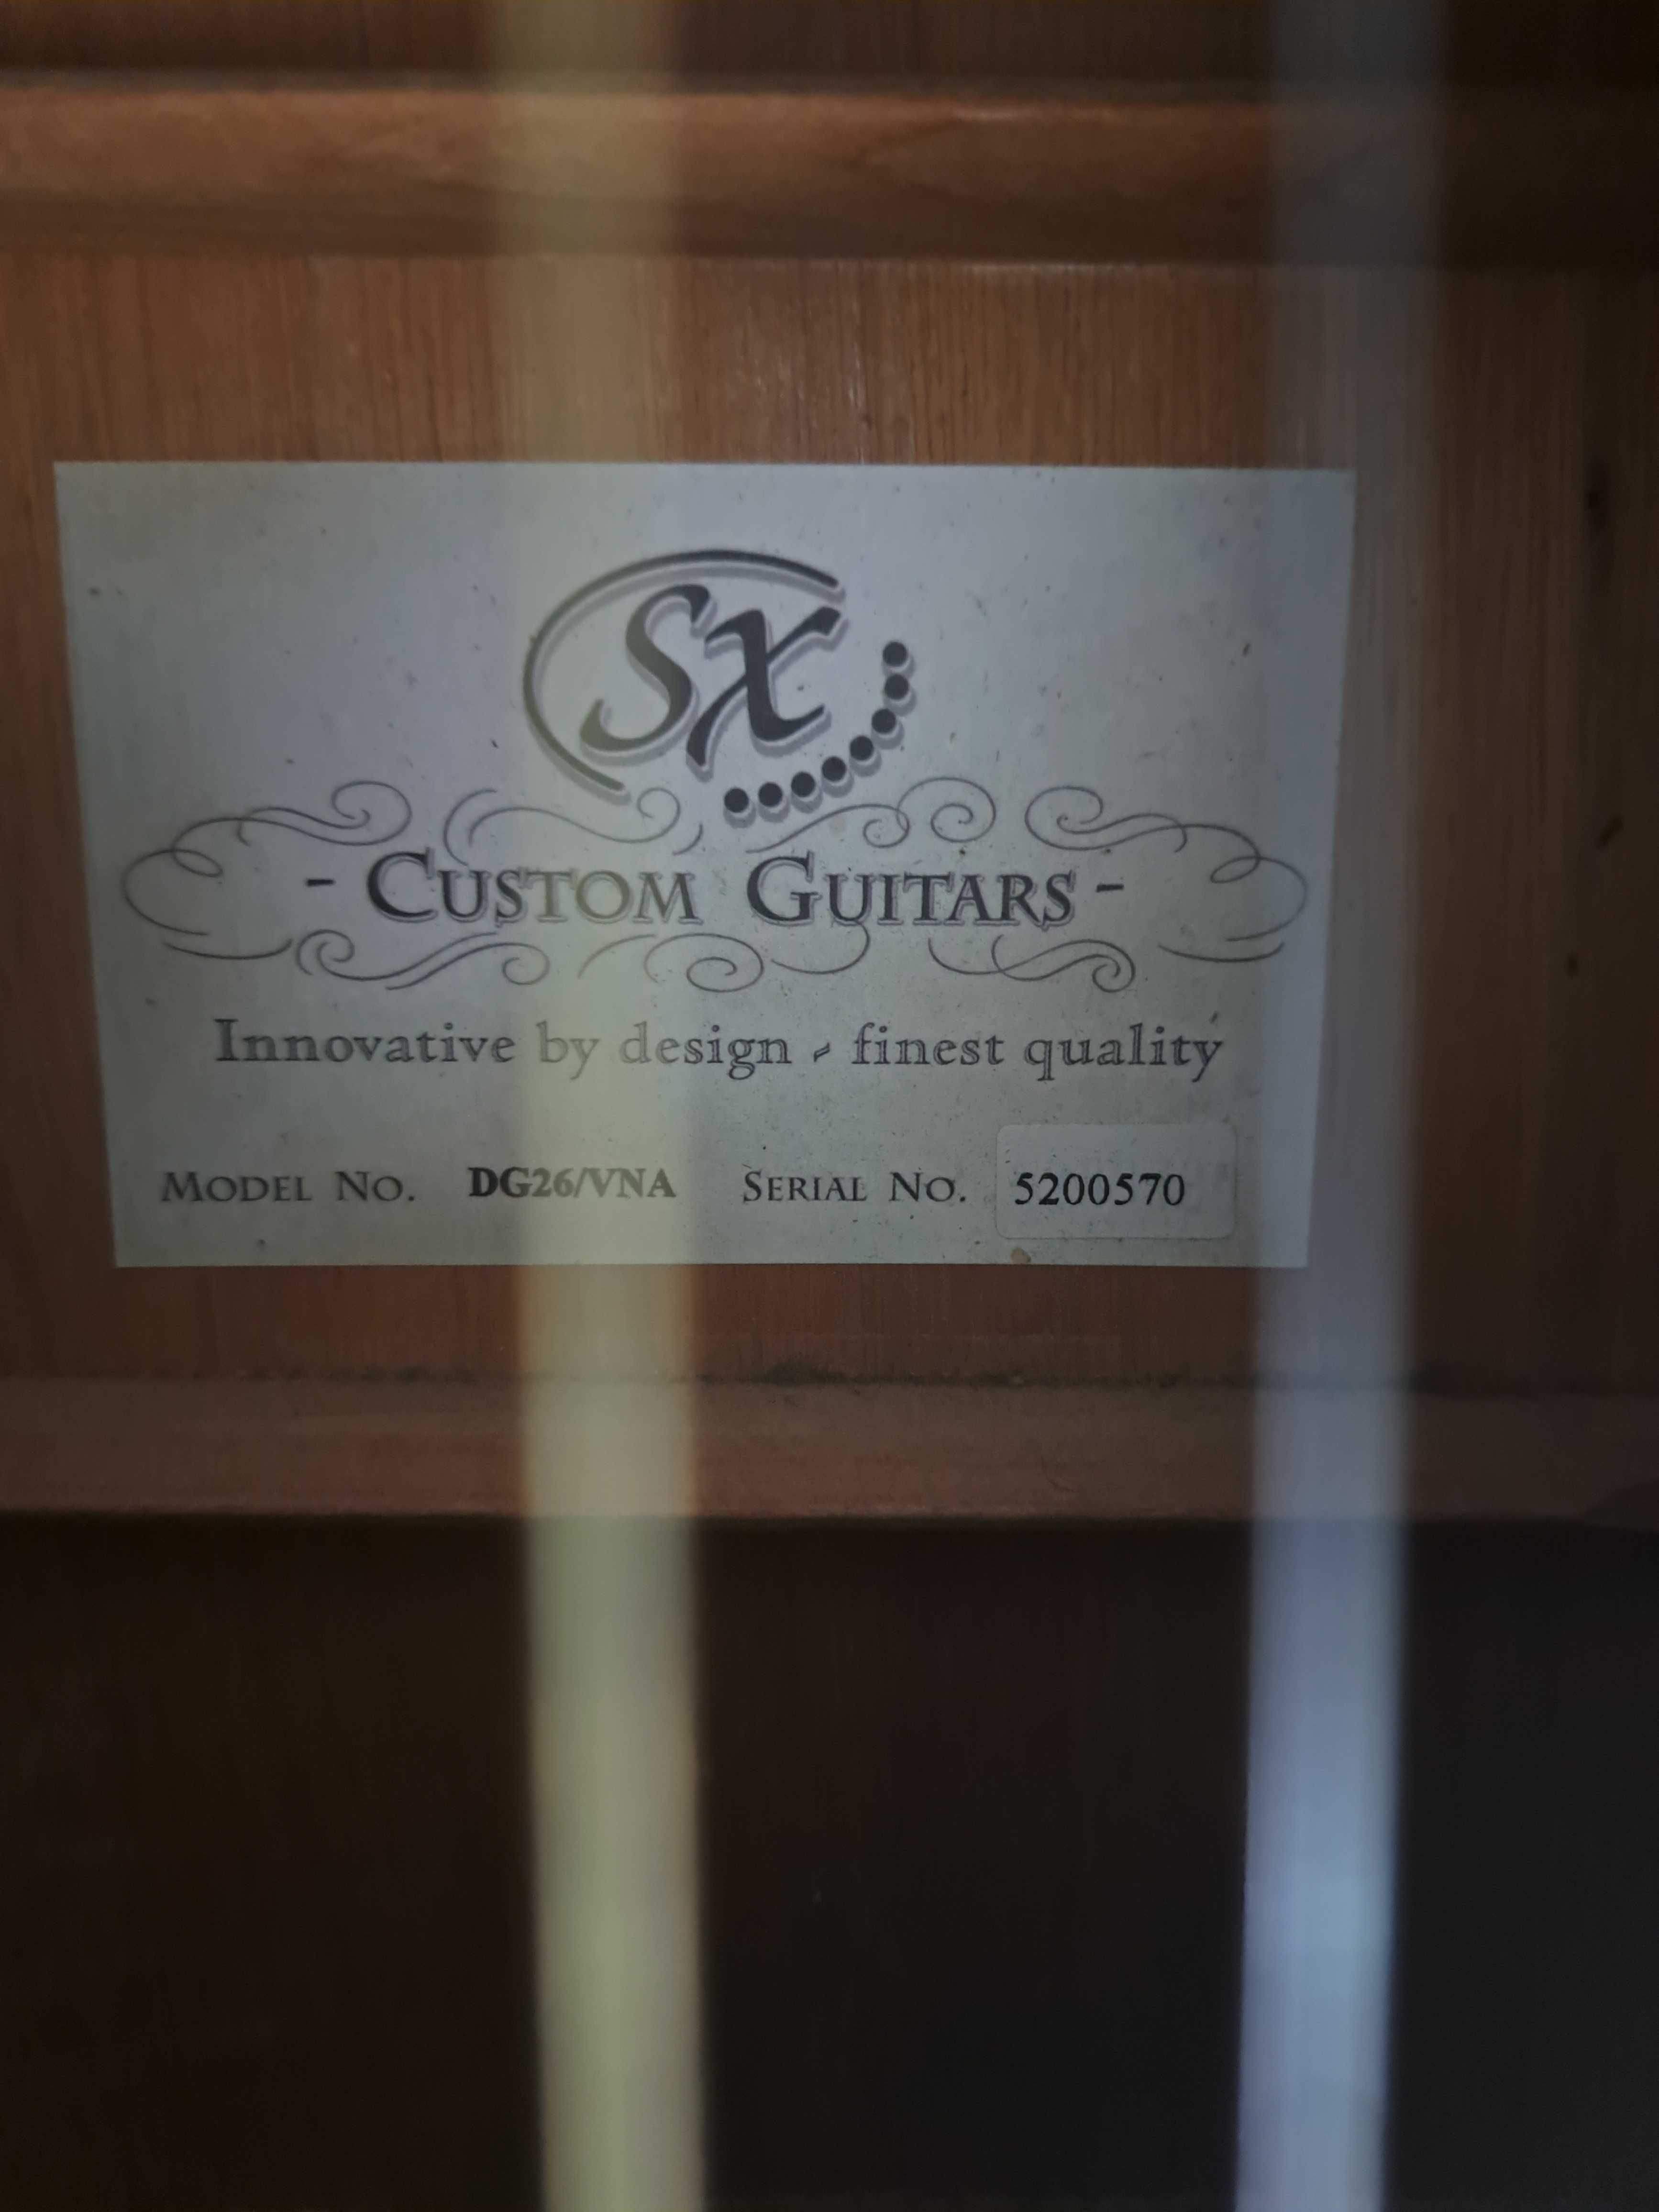 SX
- CUSTOM GUITARS -
Innovative by design - finest quality
MODEL NO. DG26/VNA SERIAL NO. 5200570